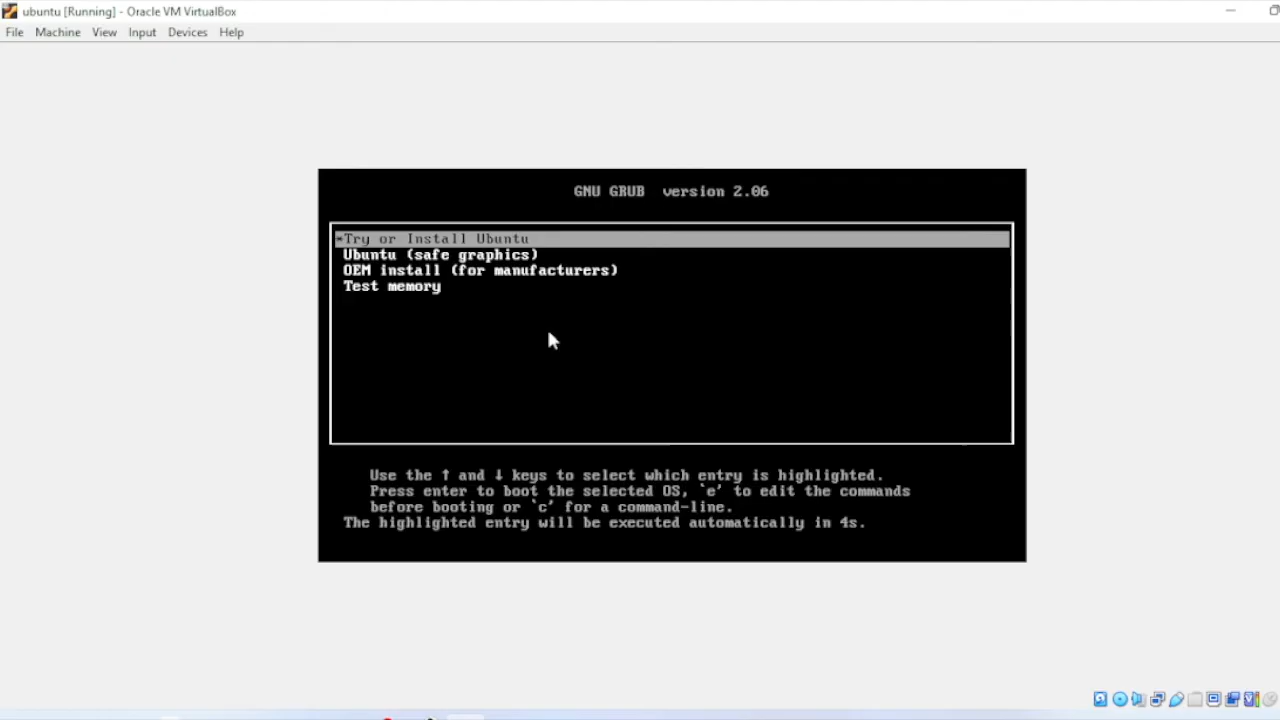 ubuntu [Running] - Oracle VM VirtualBox
File Machine View Input Devices Help
GNU GRUB version 2.06
*Try or Install Ubuntu
Ubuntu (safe graphics)
OEM install (for manufacturers)
Test memory
Use the ↑ and ↓ keys to select which entry is highlighted.
Press enter to boot the selected OS, `e' to edit the commands
before booting or `c' for a command-line.
The highlighted entry will be executed automatically in 4s.